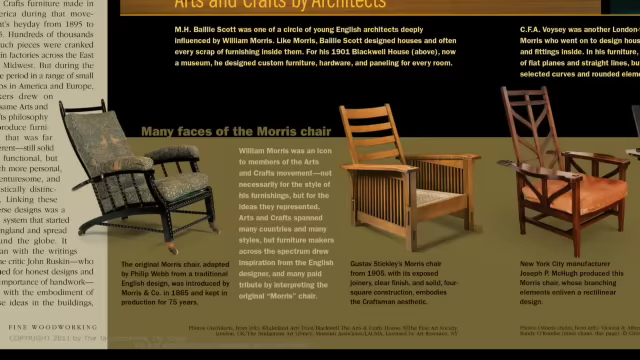 Arts and Crafts by Architects
Crafts furniture made in
erica during that move-
t's heyday from 1895 to
5. Hundreds of thousands
uch pieces were cranked
in factories across the East
Midwest. But during the
e period in a range of small
ps in America and Europe,
kers drew on
same Arts and
fts philosophy
produce furni-
that was far
erent—still solid
functional, but
ch more personal,
enturesome, and
stically distinc-
. Linking these
rse designs was a
system that started
England and spread
und the globe. It
an with the writings
he critic John Ruskin—who
ued for honest designs and
importance of handwork—
with the embodiment of
se ideas in the buildings,
FINE WOODWORKING
M.H. Baillie Scott was one of a circle of young English architects deeply
influenced by William Morris. Like Morris, Baillie Scott designed houses and often
every scrap of furnishing inside them. For his 1901 Blackwell House (above), now
a museum, he designed custom furniture, hardware, and paneling for every room.
C.F.A. Voysey was another London-
Morris who went on to design hous
and fittings inside. In his furniture,
of flat planes and straight lines, bu
selected curves and rounded eleme
Many faces of the Morris chair
William Morris was an icon
to members of the Arts
and Crafts movement—not
necessarily for the style of
his furnishings, but for the
ideas they represented.
Arts and Crafts spanned
many countries and many
styles, but furniture makers
across the spectrum drew
inspiration from the English
designer, and many paid
tribute by interpreting the
original "Morris" chair.
The original Morris chair, adapted
by Philip Webb from a traditional
English design, was introduced by
Morris & Co. in 1865 and kept in
production for 75 years.
Gustav Stickley's Morris chair
from 1905, with its exposed
joinery, clear finish, and solid, four-
square construction, embodies
the Craftsman aesthetic.
New York City manufacturer
Joseph P. McHugh produced this
Morris chair, whose branching
elements enliven a rectilinear
design.